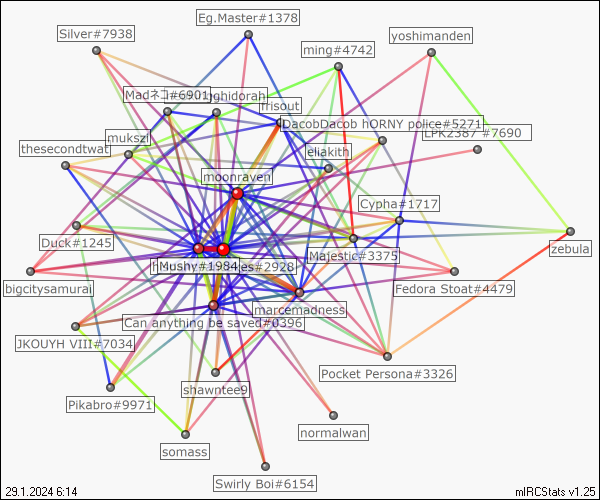 Eg.Master#1378
Silver#7938
yoshimanden
ming#4742
Madネコ#6901
ghidorah
frisout
DacobDacob hORNY police#5271
LPK2387 #7690
mukszi
thesecondtwat
eliakith
moonraven
Cypha#1717
Duck#1245
zebula
Majestic#3375
Mushy#1984
es#2928
bigcitysamurai
Fedora Stoat#4479
marcemadness
Can anything be saved#0396
JKOUYH VIII#7034
Pocket Persona#3326
shawntee9
Pikabro#9971
normalwan
somass
Swirly Boi#6154
29.1.2024 6:14
mIRCStats v1.25